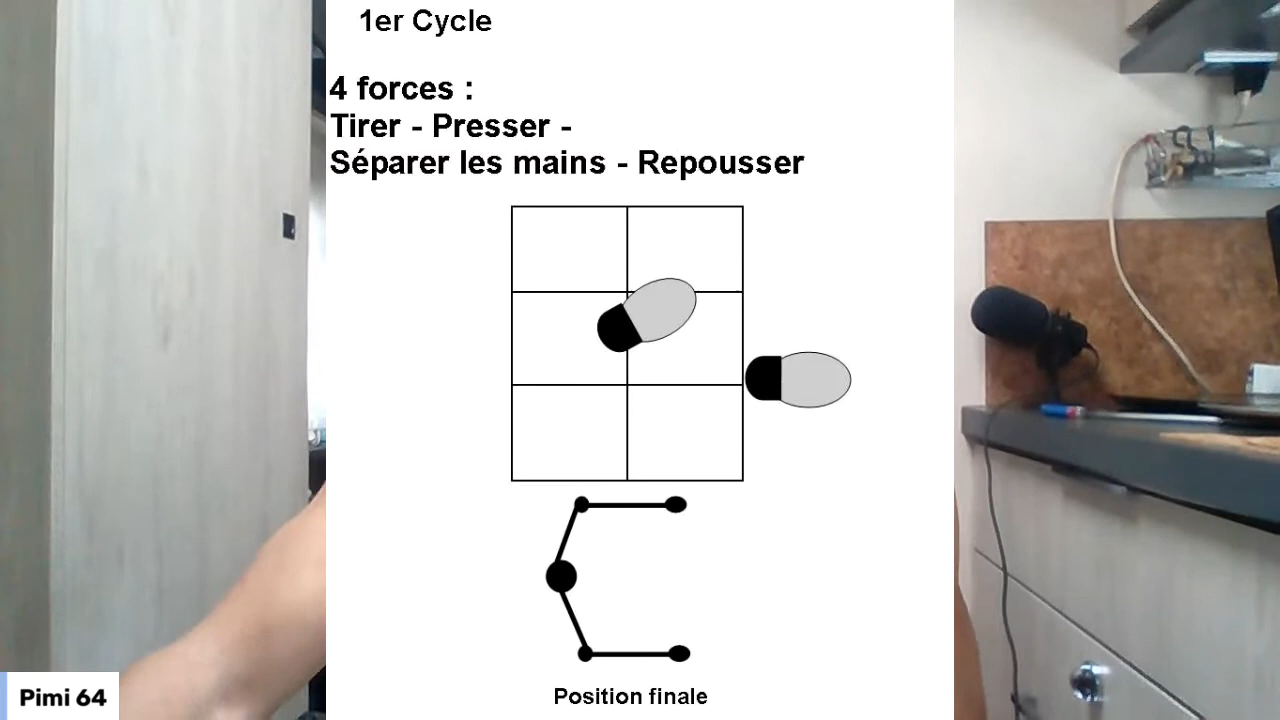 1er Cycle
4 forces :
Tirer - Presser -
Séparer les mains - Repousser
Position finale
Pimi 64